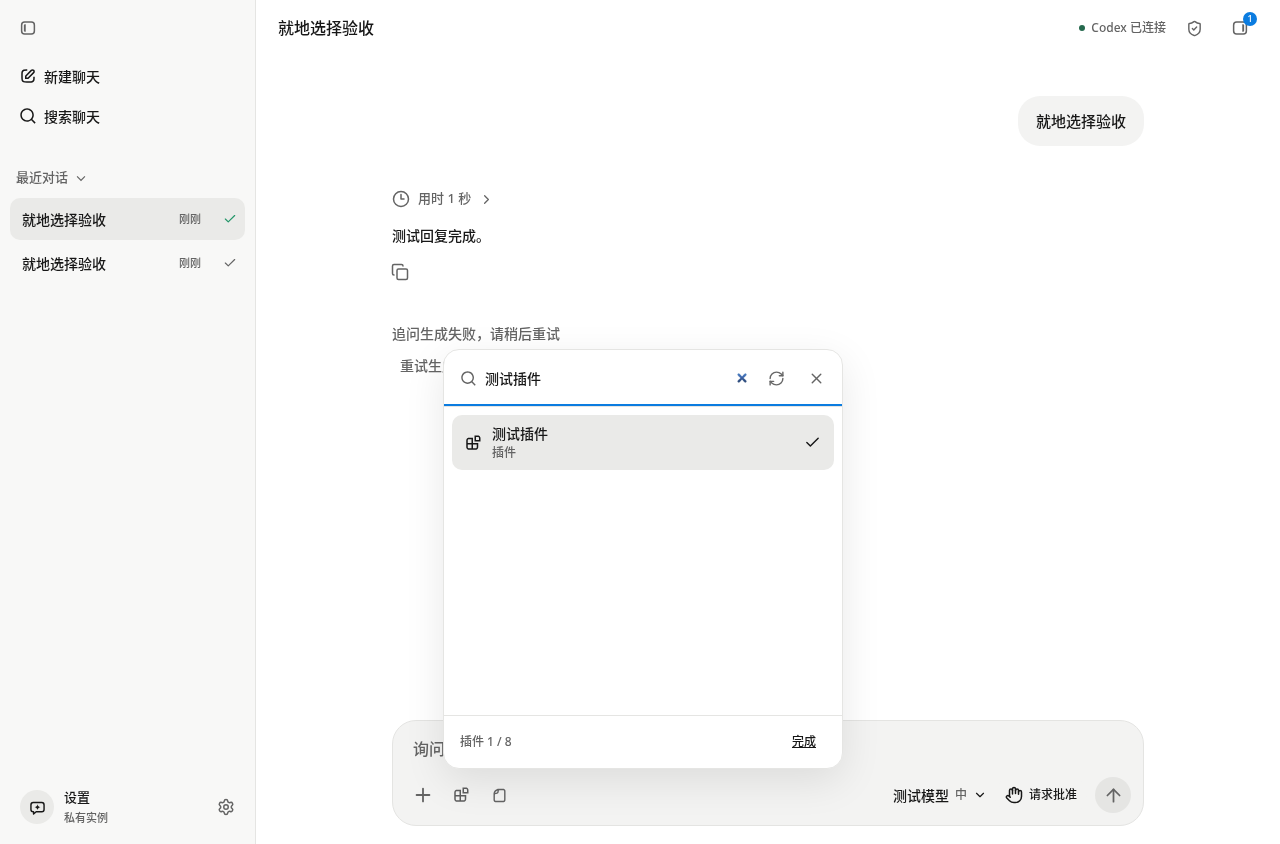 新建聊天
搜索聊天
最近对话
就地选择验收 刚刚
就地选择验收 刚刚
设置
私有实例
就地选择验收
Codex 已连接
1
就地选择验收
用时 1 秒
测试回复完成。
追问生成失败，请稍后重试
重试生
测试插件
测试插件
插件
插件 1 / 8
完成
询问
测试模型 中
请求批准